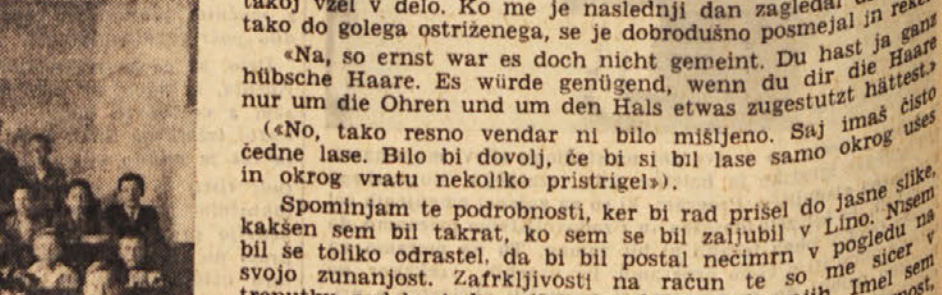 takoj vzel v delo. Ko me je naslednji dan zagledal
tako do golega ostriženega, se je dobrodušno posmejal in rekel
«Na, so ernst war es doch nicht gemeint. Du hast ja ganz
hübsche Haare. Es würde genügend, wenn du dir die Haare
nur um die Ohren und um den Hals etwas zugestutzt hättest.»
(«No, tako resno vendar ni bilo mišljeno. Saj imaš čisto
čedne lase. Bilo bi dovolj, če bi si bil lase samo okrog ušes
in okrog vratu nekoliko pristrigel»).
Spominjam te podrobnosti, ker bi rad prišel do jasne slike,
kakšen sem bil takrat, ko sem se bil zaljubil v Lino. Nisem
bil še toliko odrastel, da bi bil postal nečimrn v pogledu na
svojo zunanjost. Zafrkljivosti na račun te so me sicer v
Imel sem